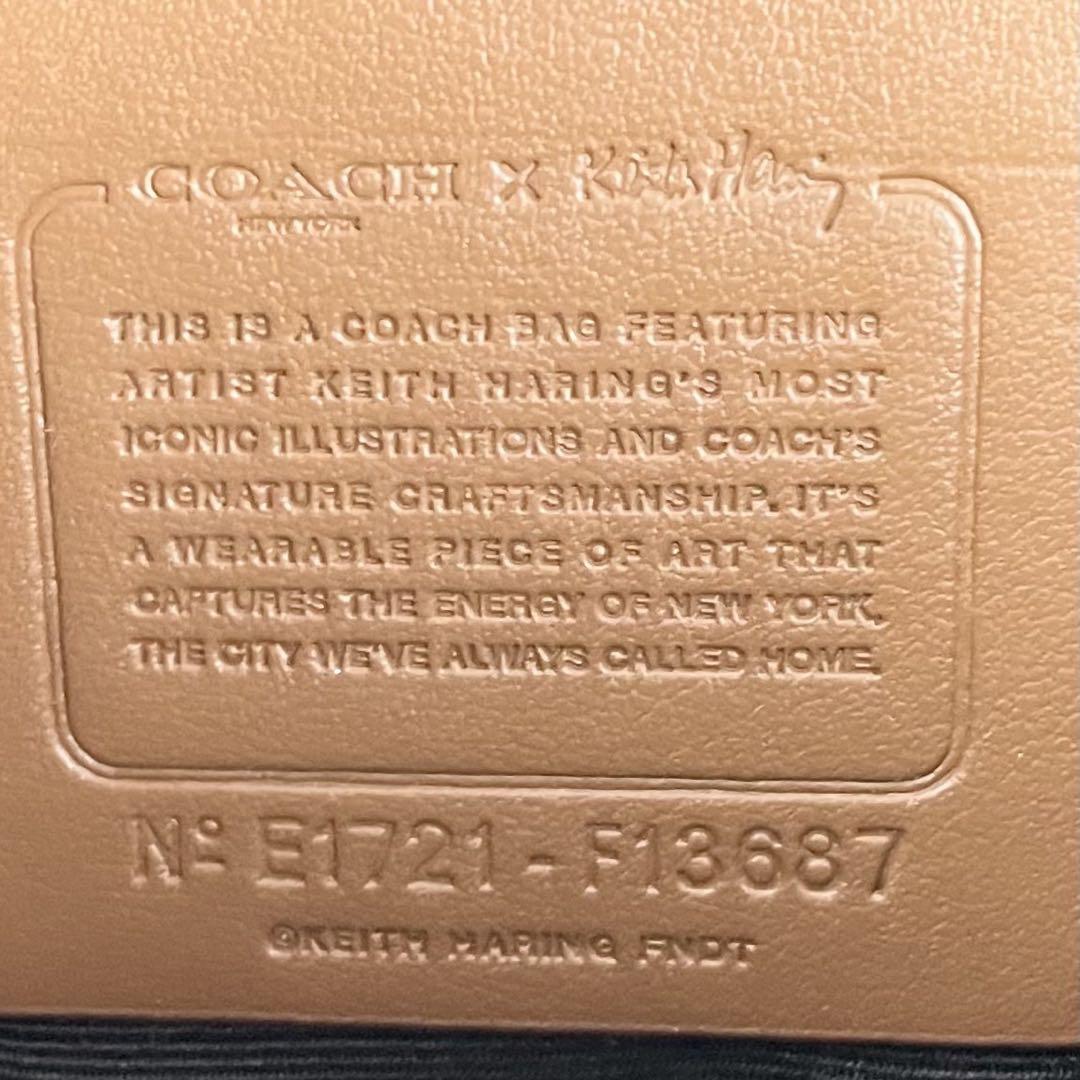 COACH × Keith Haring
NEW YORK
THIS IS A COACH BAG FEATURING
ARTIST KEITH HARING'S MOST
ICONIC ILLUSTRATIONS AND COACH'S
SIGNATURE CRAFTSMANSHIP. IT'S
A WEARABLE PIECE OF ART THAT
CAPTURES THE ENERGY OF NEW YORK,
THE CITY WE'VE ALWAYS CALLED HOME.
Nº E1721-F13687
©KEITH HARING FNDT